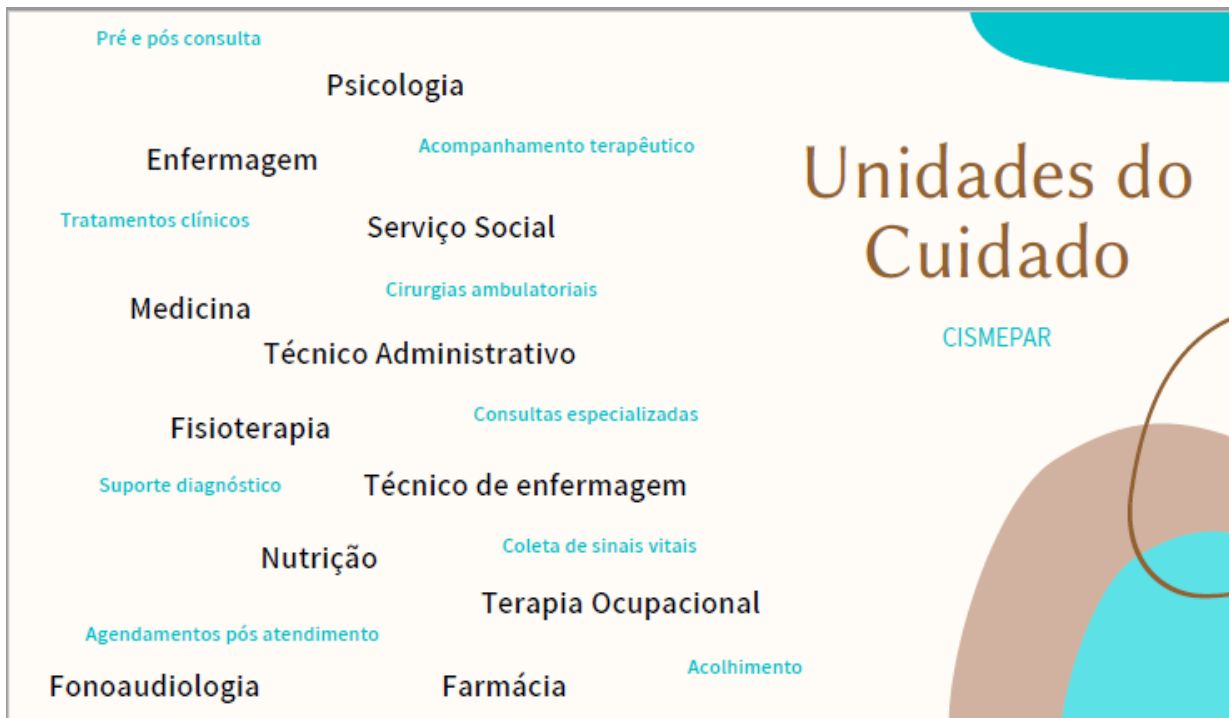 Pré e pós consulta
Psicologia
Acompanhamento terapêutico
Enfermagem
Tratamentos clínicos
Serviço Social
Cirurgias ambulatoriais
Medicina
Técnico Administrativo
Consultas especializadas
Fisioterapia
Suporte diagnóstico
Técnico de enfermagem
Coleta de sinais vitais
Nutrição
Terapia Ocupacional
Agendamentos pós atendimento
Acolhimento
Fonoaudiologia
Farmácia
Unidades do
Cuidado
CISMEPAR